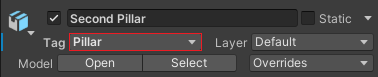 Second Pillar Static
Tag Pillar Layer Default
Model Open Select Overrides